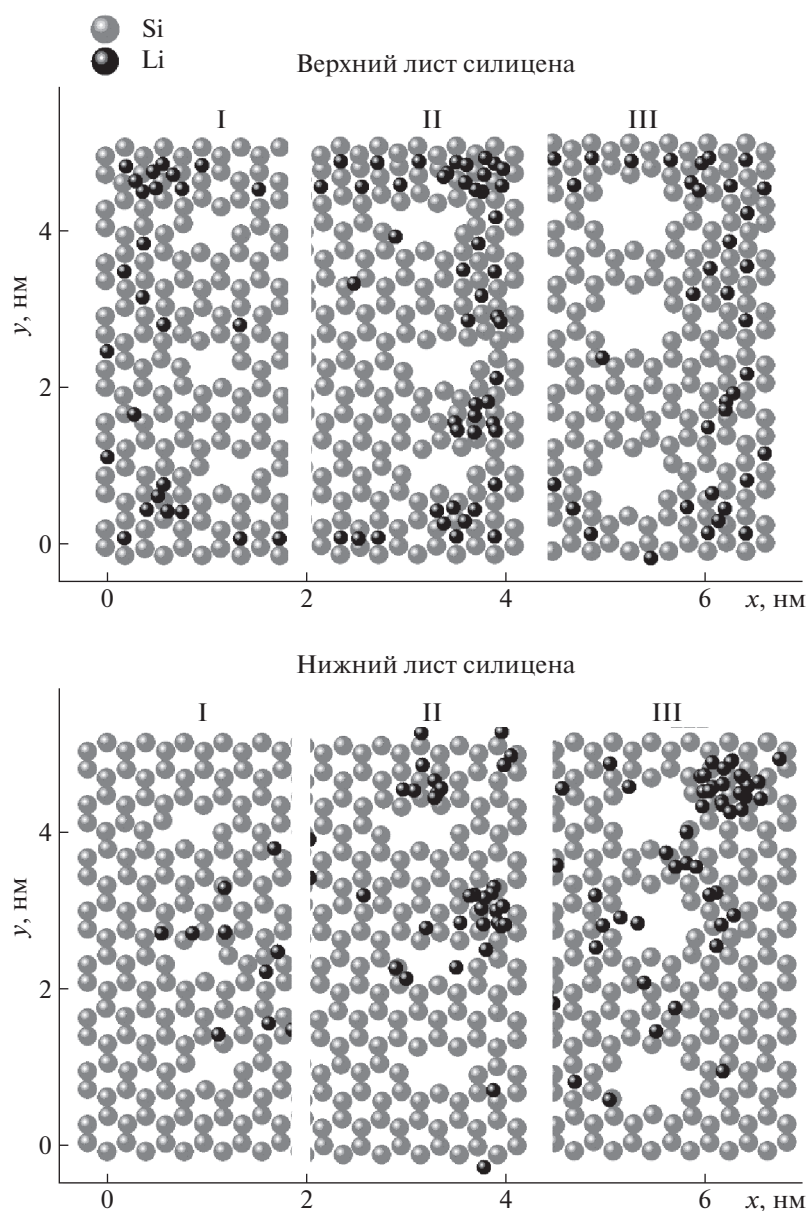 Si
Li
Верхний лист силицена
I II III
y, нм
4
2
0
0 2 4 6 x, нм
Нижний лист силицена
I II III
y, нм
4
2
0
0 2 4 6 x, нм